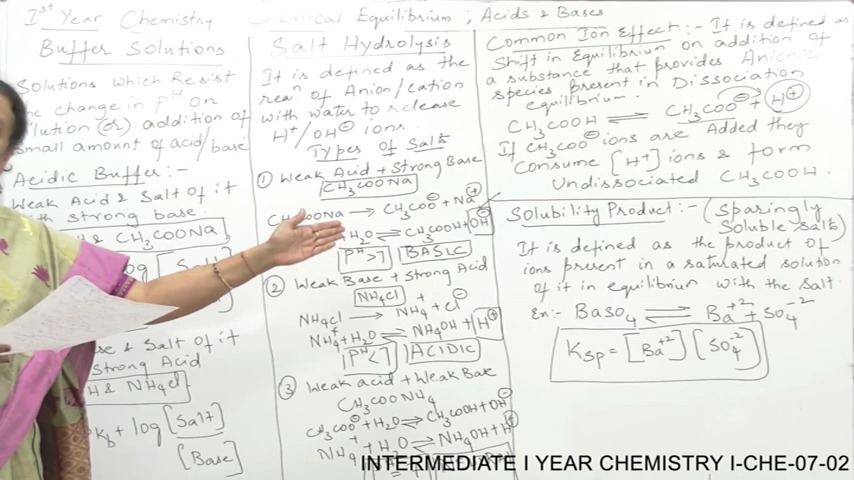 Ist Year Chemistry
Chemical Equilibrium ; Acids & Bases
Buffer Solutions
Solutions which Resist
the change in PH on
dilution (or) addition of
small amount of acid/base
Acidic Buffer :-
Weak Acid & Salt Of it
with strong base
& CH3COONa
log [Salt
& Salt Of it
Strong Acid
& NH4Cl
Kb + log [Salt]
[Base]
Salt Hydrolysis
It is defined as the
rean of Anion/Cation
with water to release
H+/OH⊖ ions.
Types of Salts
① Weak Acid + Strong Base
CH3COONa
CH3COONa → CH3COO⊖ + Na⊕
+ H2O ⇌ CH3COOH + OH⊖
PH>7 BASIC
② Weak Base + Strong Acid
NH4Cl
NH4Cl → NH4+ + Cl⊖
NH4+ + H2O ⇌ NH4OH + H⊕
PH<7 ACIDIC
③ Weak acid + Weak Base
CH3COONH4
CH3COO⊖ + H2O ⇌ CH3COOH + OH⊖
NH4+ + H2O ⇌ NH4OH + H⊕
Common Ion Effect :- It is defined as
Shift in Equilibrium on addition of
a substance that provides Anionic
species present in Dissociation
equilibrium.
CH3COOH ⇌ CH3COO⊖ + H⊕
If CH3COO⊖ ions are Added they
Consume [H+] ions & form
Undissociated CH3COOH.
Solubility Product :- (Sparingly
Soluble Salts)
It is defined as the product of
ions present in a saturated solution
of it in equilibrium with the Salt.
Ex:- BaSO4 ⇌ Ba+2 + SO4-2
Ksp = [Ba+2] [SO4-2]
INTERMEDIATE I YEAR CHEMISTRY I-CHE-07-02